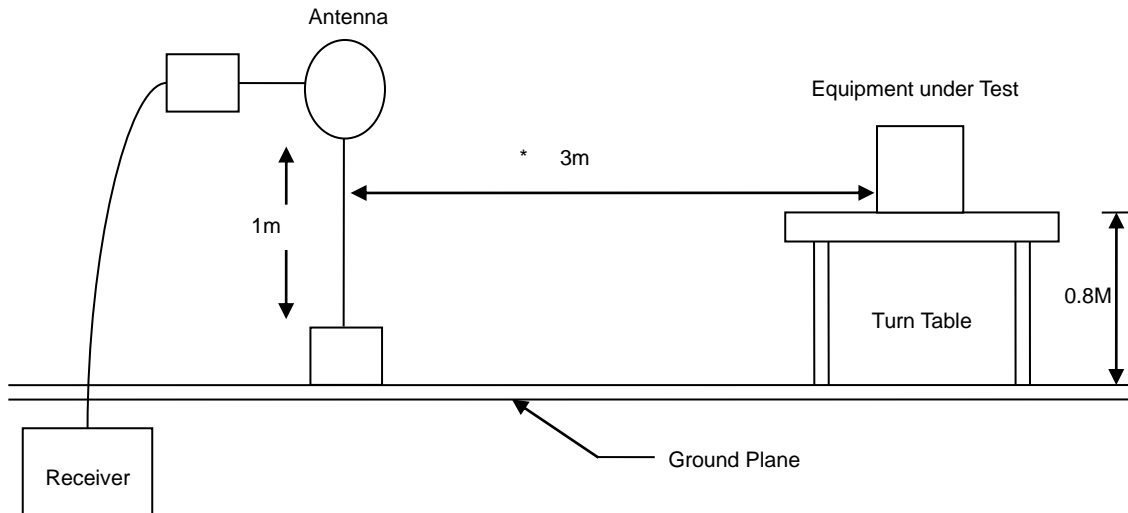 Antenna
Equipment under Test
* 3m
1m
0.8M
Turn Table
Ground Plane
Receiver